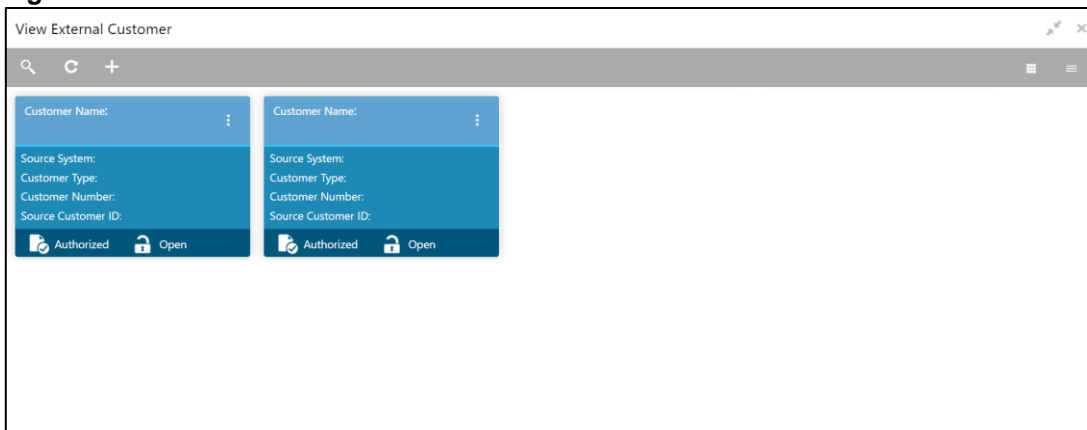 View External Customer
Customer Name:
Source System:
Customer Type:
Customer Number:
Source Customer ID:
Authorized Open
Customer Name:
Source System:
Customer Type:
Customer Number:
Source Customer ID:
Authorized Open